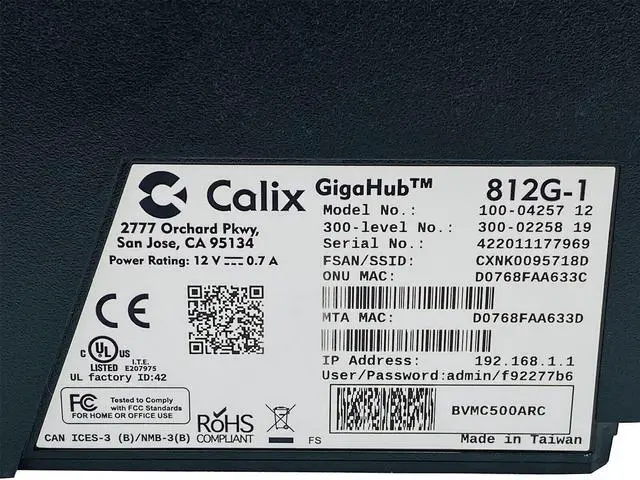 Calix GigaHub™ 812G-1
2777 Orchard Pkwy,
San Jose, CA 95134
Power Rating: 12 V 0.7 A
Model No.: 100-04257 12
300-level No.: 300-02258 19
Serial No.: 422011177969
FSAN/SSID: CXNK0095718D
ONU MAC: D0768FAA633C
MTA MAC: D0768FAA633D
IP Address: 192.168.1.1
User/Password:admin/f92277b6
BVMC500ARC
Made in Taiwan
CE
c UL US
LISTED
I.T.E.
E207975
UL factory ID:42
FC Tested to Comply
with FCC Standards
FOR HOME OR OFFICE USE
RoHS
COMPLIANT
FS
CAN ICES-3 (B)/NMB-3(B)